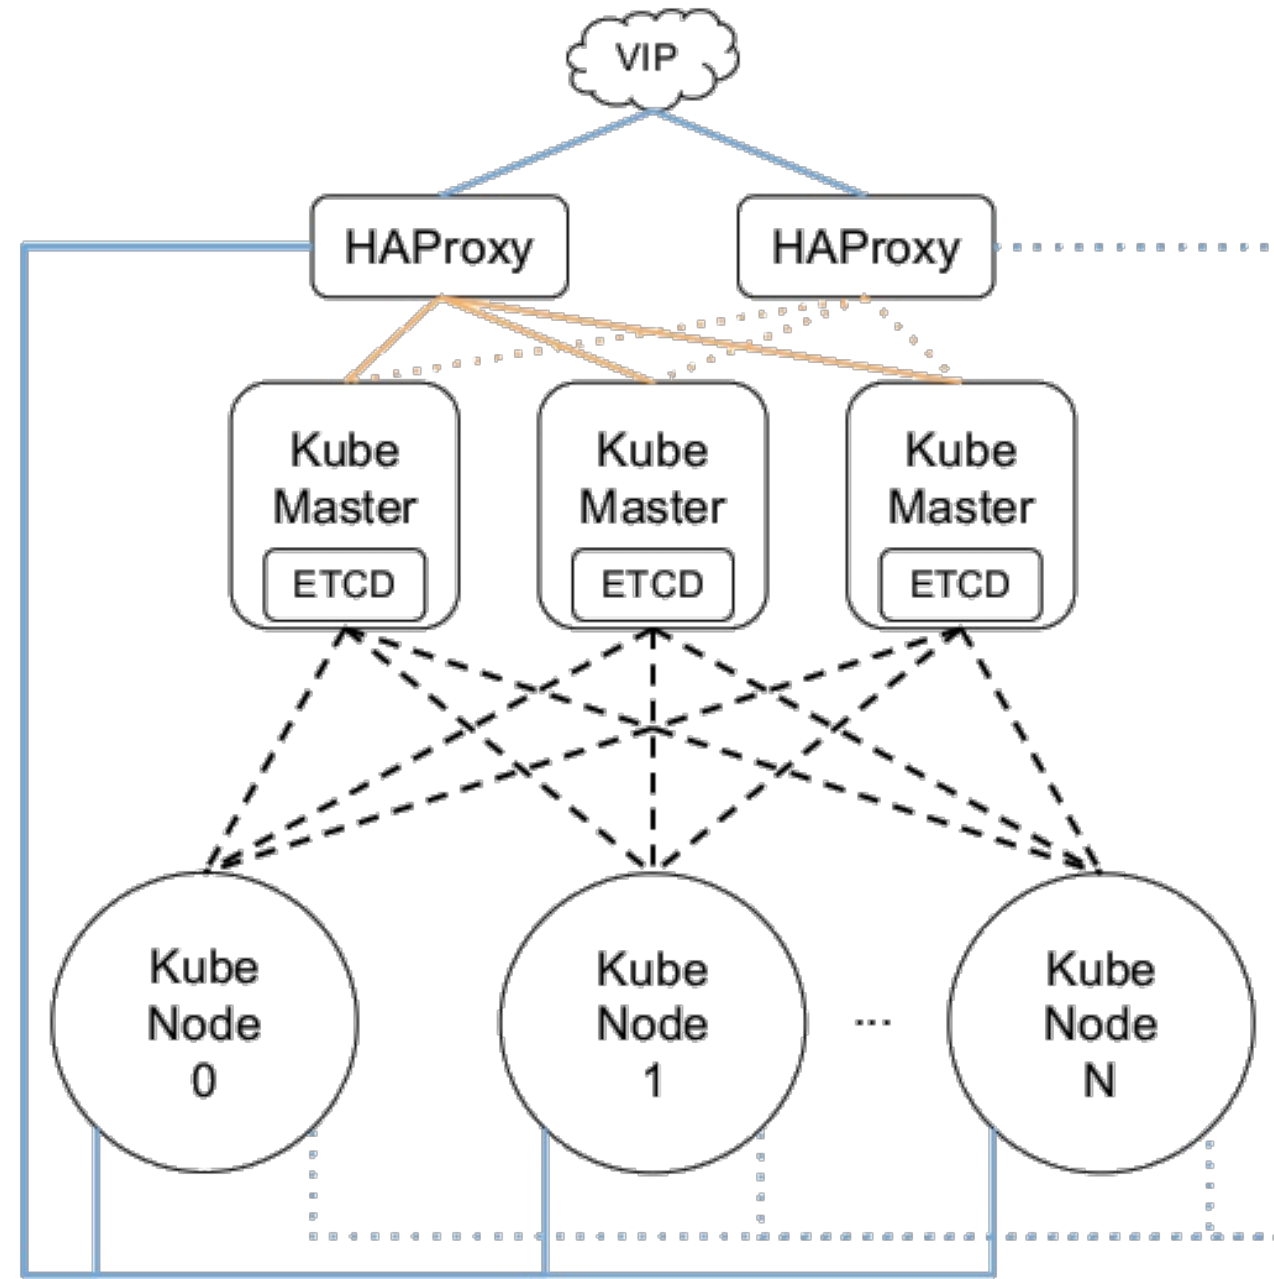 VIP
HAProxy
HAProxy
Kube
Master
ETCD
Kube
Master
ETCD
Kube
Master
ETCD
Kube
Node
0
Kube
Node
1
...
Kube
Node
N